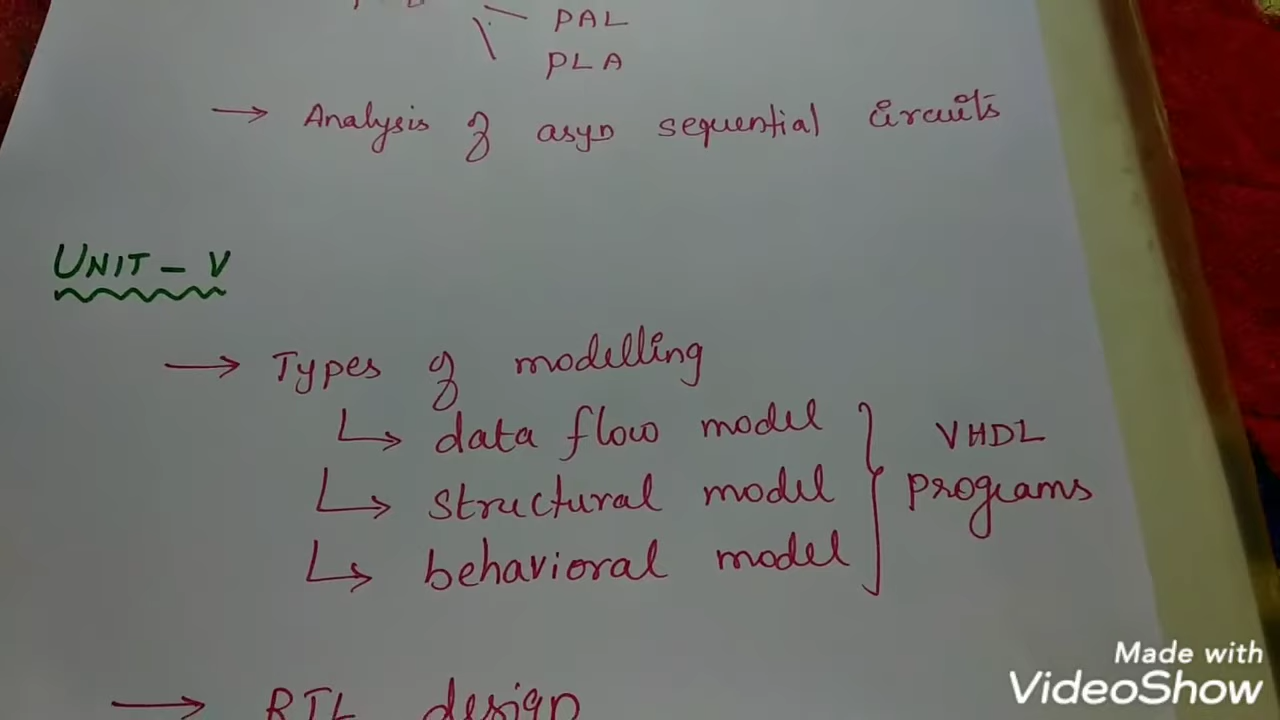 PAL
PLA
→ Analysis of asyn sequential circuits
UNIT - V
→ Types of modelling
↳ data flow model
↳ structural model
↳ behavioral model
VHDL
programs
→ RTL design
Made with
VideoShow